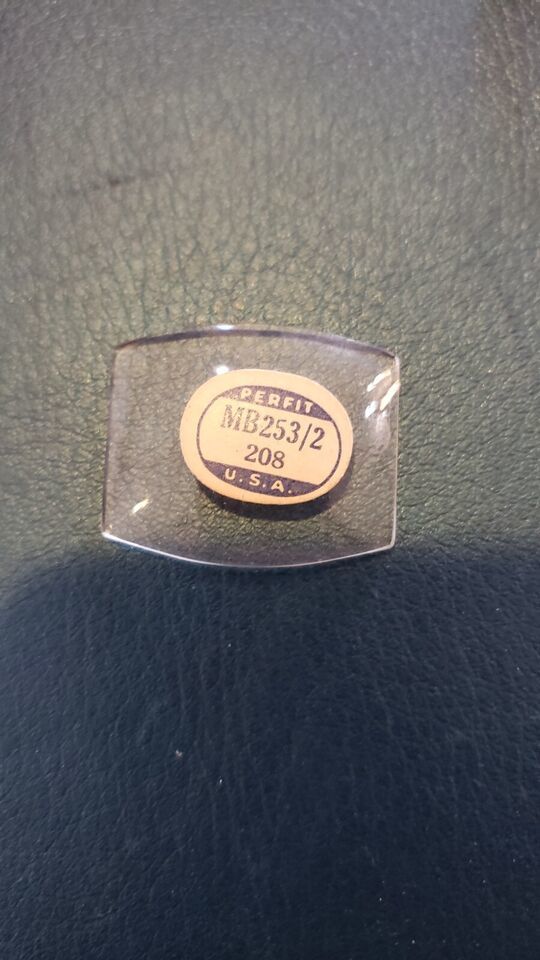 PERFIT
MB253/2
208
U.S.A.